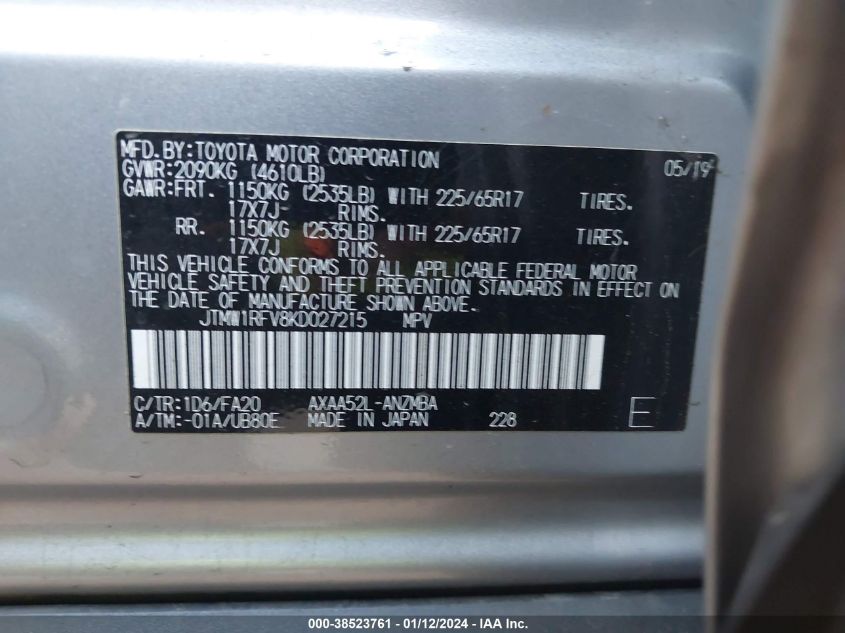 MFD. BY:TOYOTA MOTOR CORPORATION 05/19
GVWR:2090KG (4610LB)
GAWR:FRT. 1150KG (2535LB) WITH 225/65R17 TIRES.
17X7J RIMS.
RR. 1150KG (2535LB) WITH 225/65R17 TIRES.
17X7J RIMS.
THIS VEHICLE CONFORMS TO ALL APPLICABLE FEDERAL MOTOR
VEHICLE SAFETY AND THEFT PREVENTION STANDARDS IN EFFECT ON
THE DATE OF MANUFACTURE SHOWN ABOVE.
JTMW1RFV8KD027215 MPV
C/TR:1D6/FA20 AXAA52L-ANZMBA
A/TM:-01A/UB80E MADE IN JAPAN 228 E
000-38523761 - 01/12/2024 - IAA Inc.